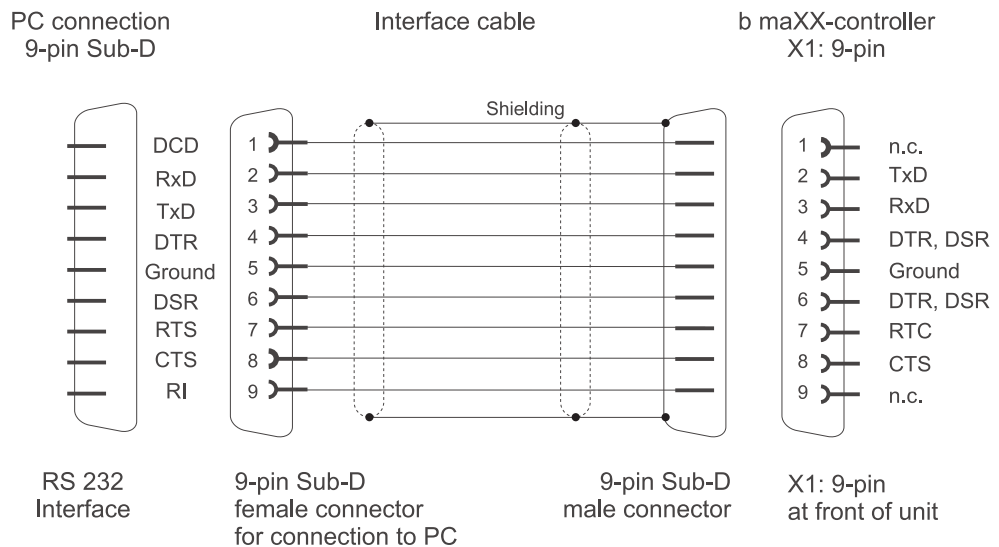 PC connection
9-pin Sub-D
Interface cable
b maXX-controller
X1: 9-pin
Shielding
DCD
RxD
TxD
DTR
Ground
DSR
RTS
CTS
RI
1
2
3
4
5
6
7
8
9
1
2
3
4
5
6
7
8
9
n.c.
TxD
RxD
DTR, DSR
Ground
DTR, DSR
RTC
CTS
n.c.
RS 232
Interface
9-pin Sub-D
female connector
for connection to PC
9-pin Sub-D
male connector
X1: 9-pin
at front of unit